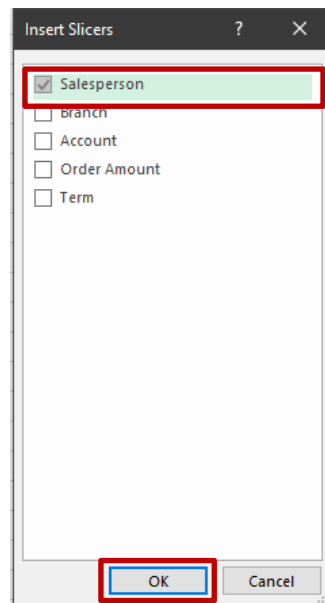 Insert Slicers ?
Salesperson
Branch
Account
Order Amount
Term
OK Cancel